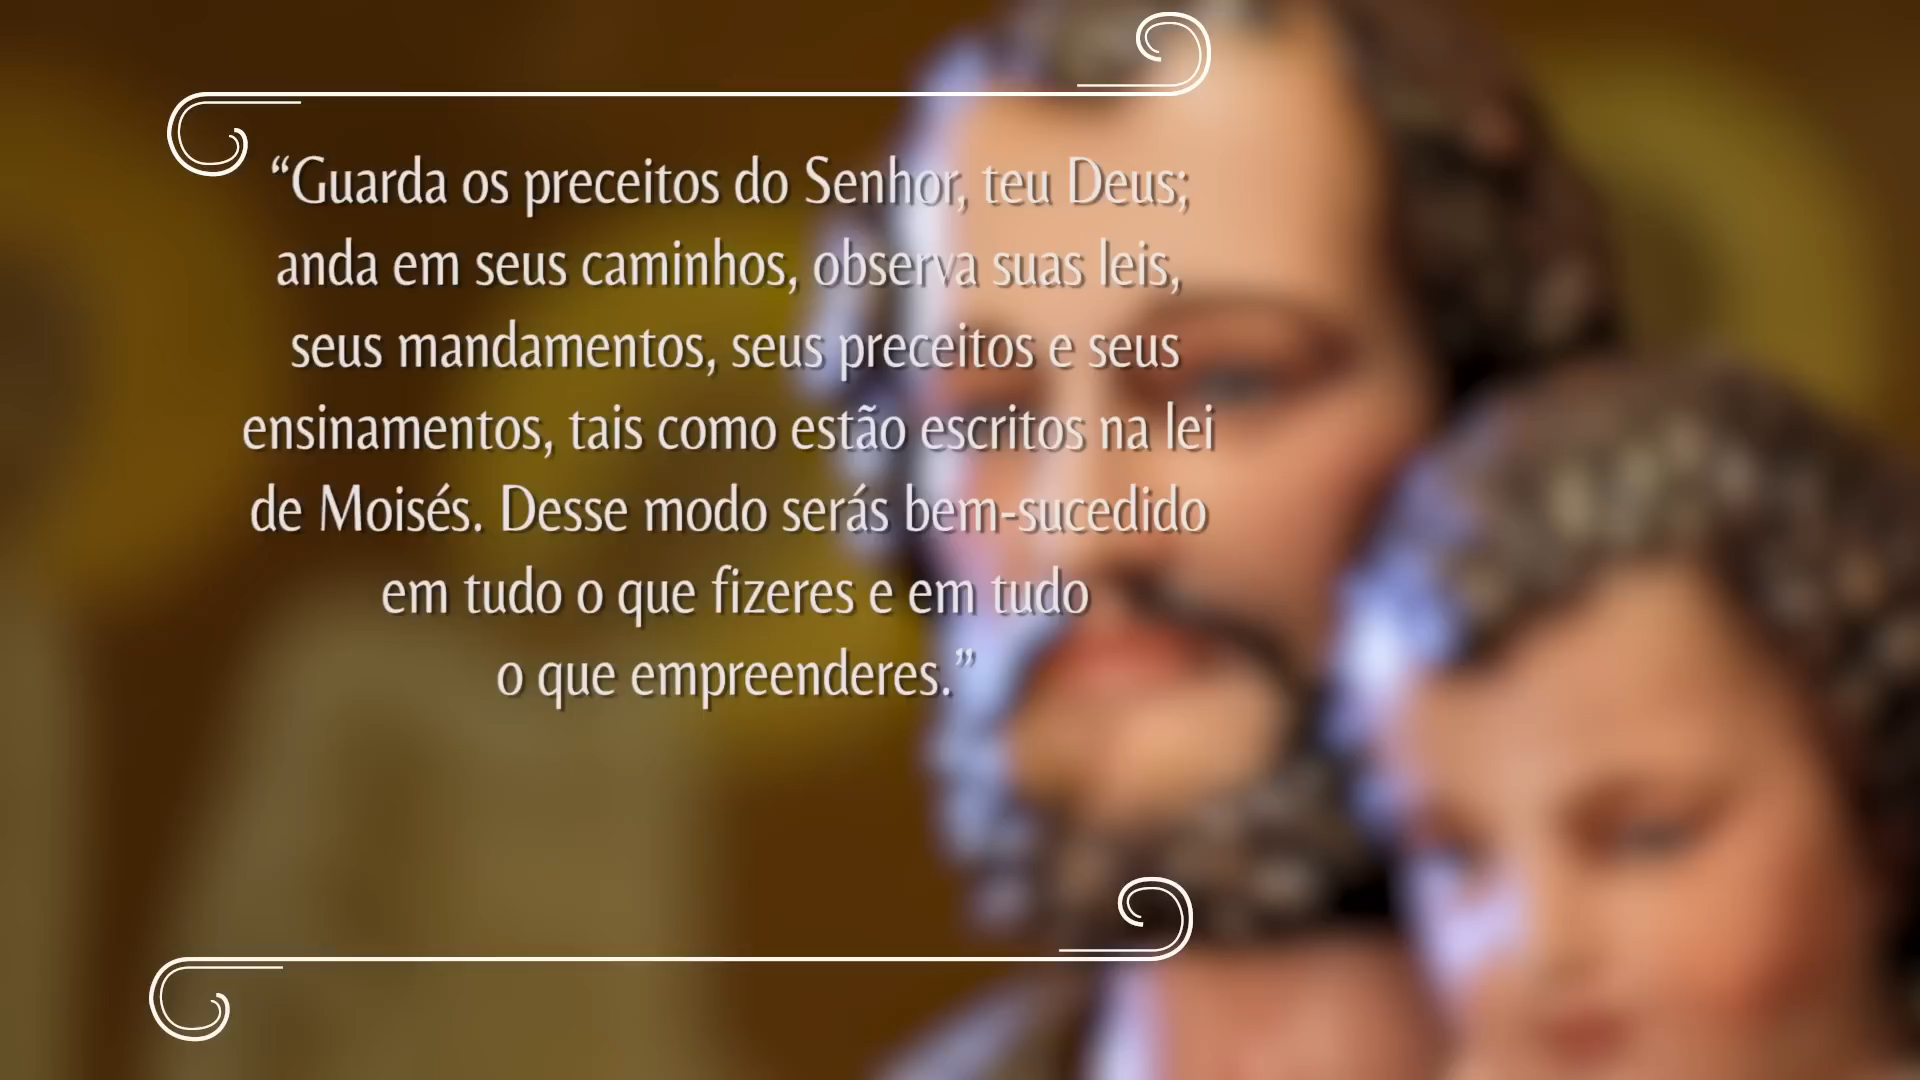 “Guarda os preceitos do Senhor, teu Deus;
anda em seus caminhos, observa suas leis,
seus mandamentos, seus preceitos e seus
ensinamentos, tais como estão escritos na lei
de Moisés. Desse modo serás bem-sucedido
em tudo o que fizeres e em tudo
o que empreenderes.”